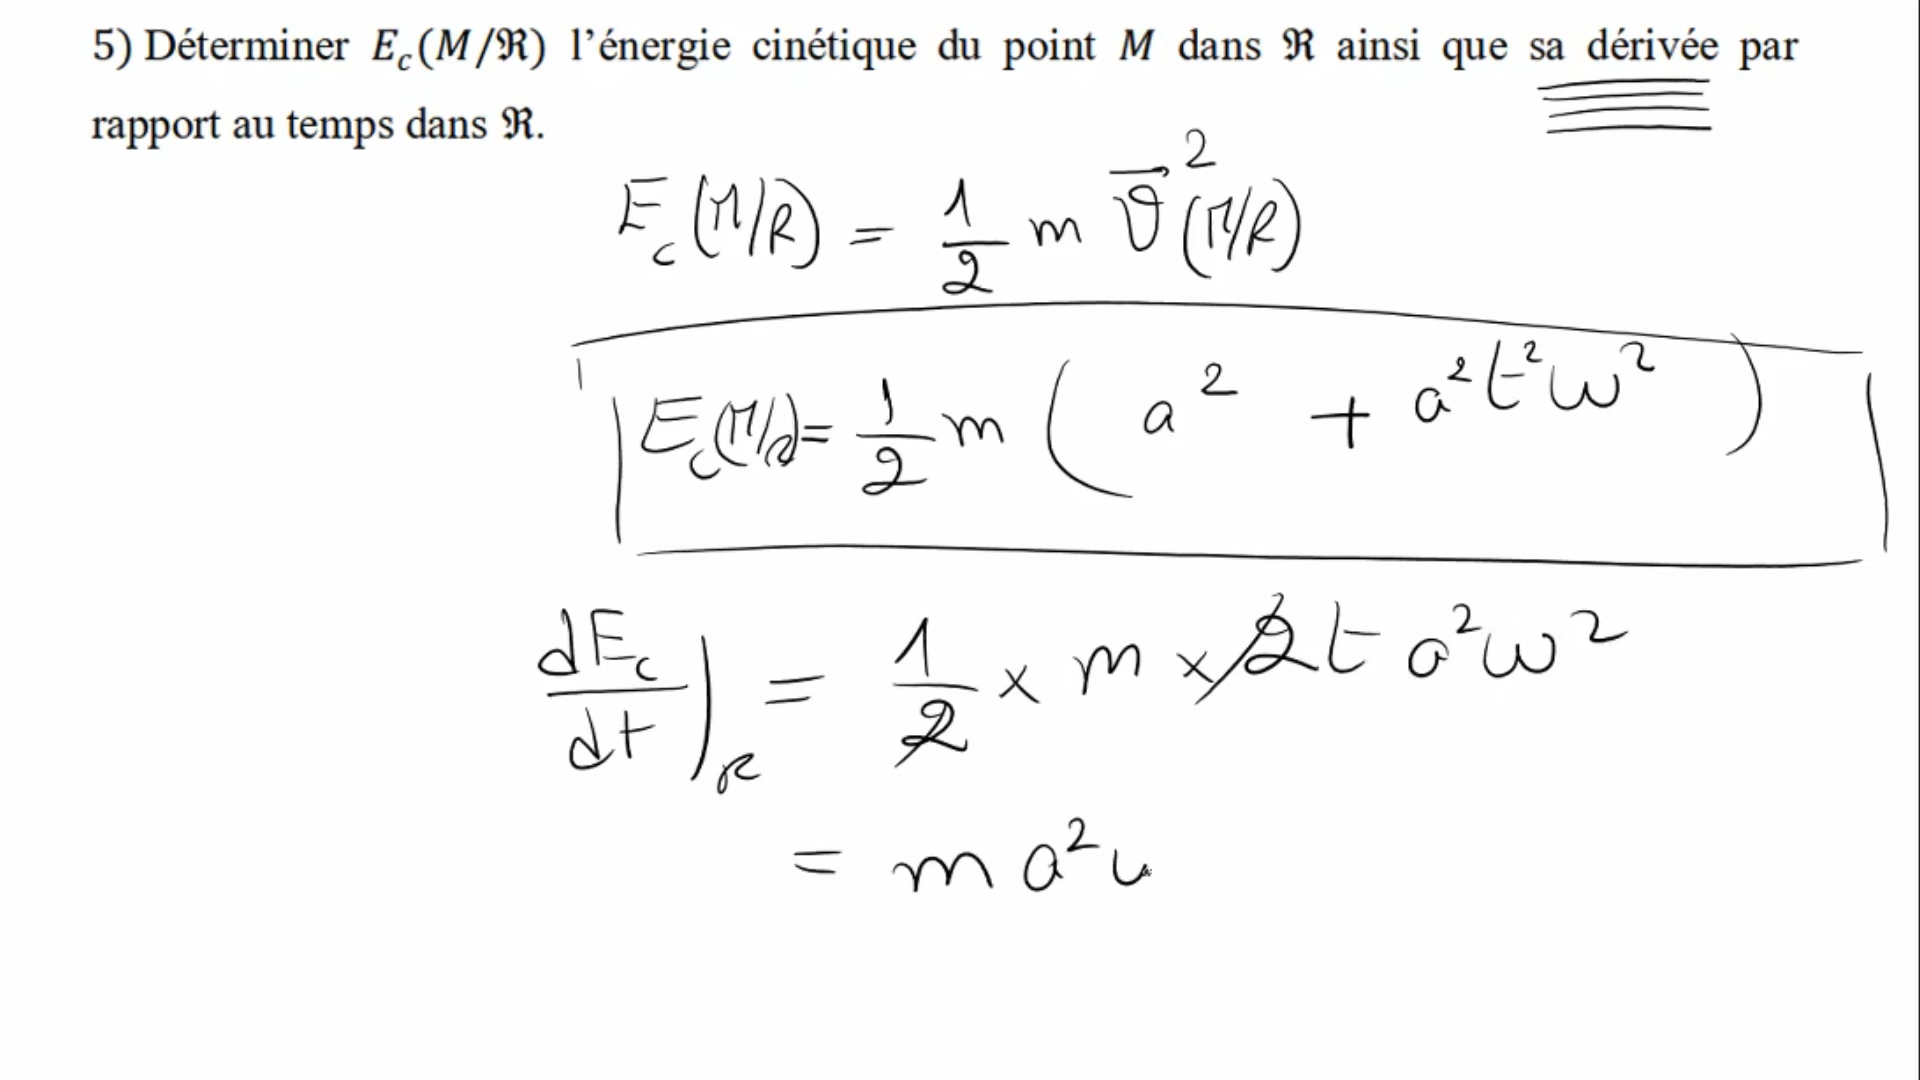 5) Déterminer E_c(M/ℜ) l'énergie cinétique du point M dans ℜ ainsi que sa dérivée par
rapport au temps dans ℜ.
E_c(M/R) = 1/2 m v⃗²(M/R)
E_c(M/R) = 1/2 m ( a² + a²t²ω² )
dE_c/dt )_R = 1/2 × m × 2t a²ω²
= m a²